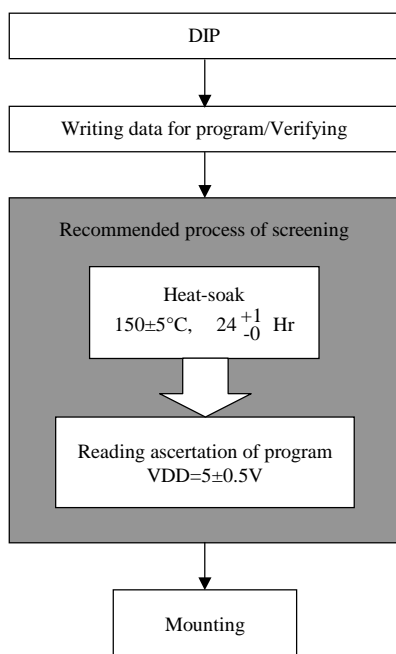 DIP
Writing data for program/Verifying
Recommended process of screening
Heat-soak
150±5°C, 24 +1 -0 Hr
Reading ascertation of program
VDD=5±0.5V
Mounting